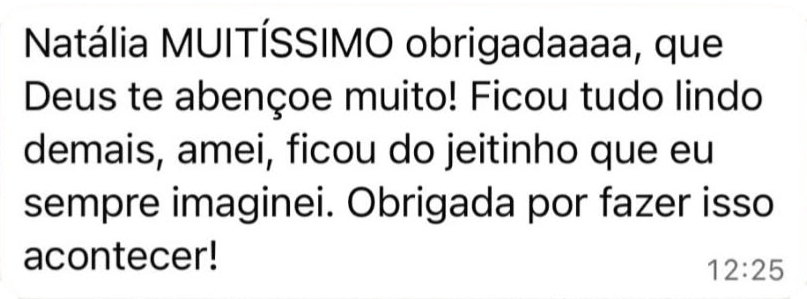 Natália MUITÍSSIMO obrigadaaaa, que
Deus te abençoe muito! Ficou tudo lindo
demais, amei, ficou do jeitinho que eu
sempre imaginei. Obrigada por fazer isso
acontecer!
12:25